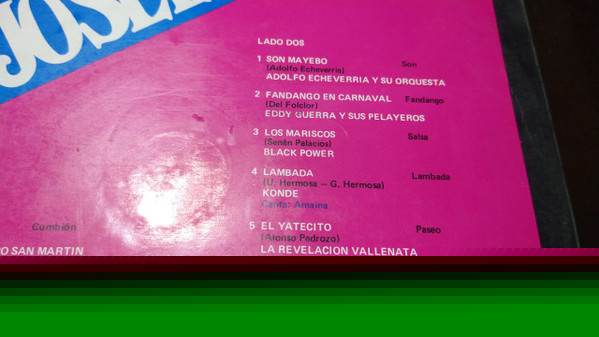 LADO DOS
1 SON MAYEBO Son
(Adolfo Echeverria)
ADOLFO ECHEVERRIA Y SU ORQUESTA
2 FANDANGO EN CARNAVAL Fandango
(Del Folclor)
EDDY GUERRA Y SUS PELAYEROS
3 LOS MARISCOS Salsa
(Senén Palacios)
BLACK POWER
4 LAMBADA Lambada
(U. Hermosa — G. Hermosa)
KONDE
Canta: Amaina
5 EL YATECITO Paseo
(Afonso Pedrozo)
LA REVELACION VALLENATA
Cumbión
SAN MARTIN